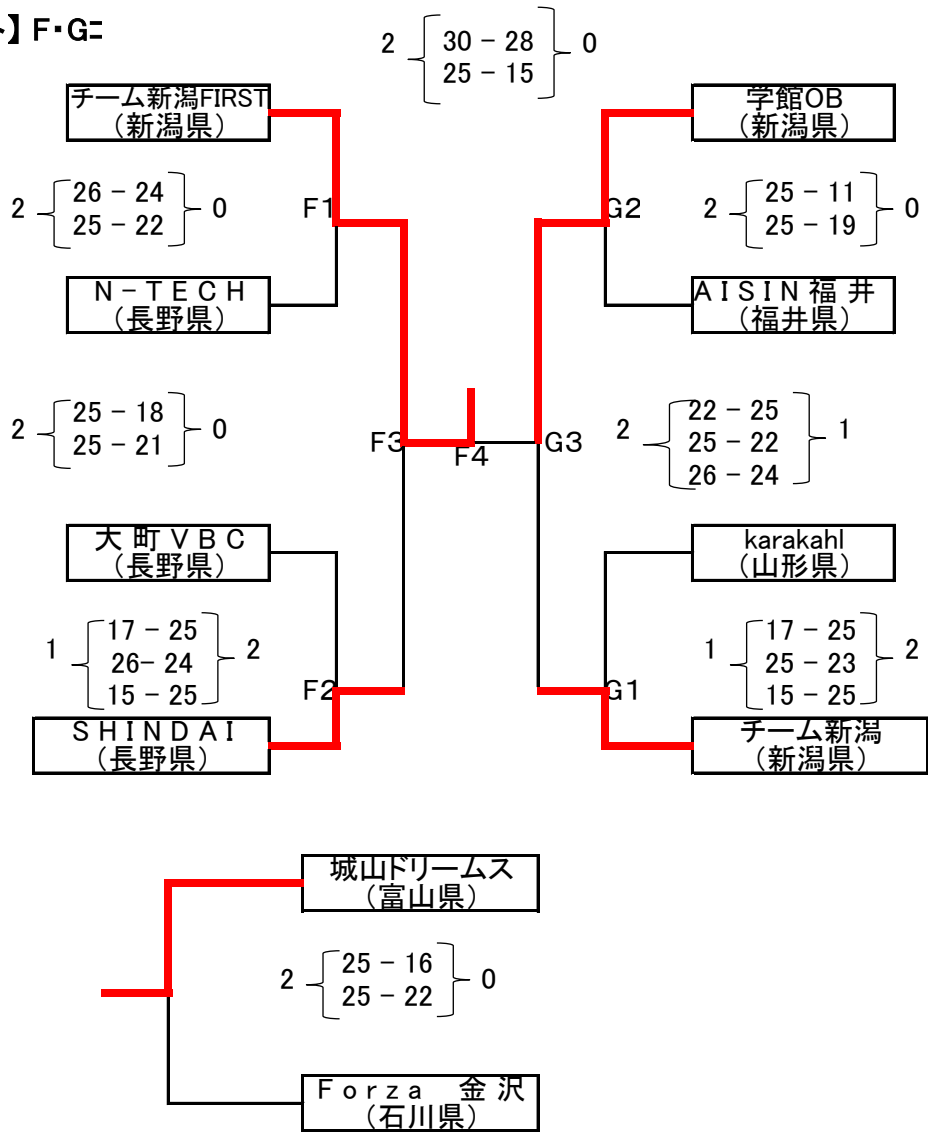 】F・G
2 30 − 28 0
25 − 15
チーム新潟FIRST
（新潟県）
学館OB
（新潟県）
2 26 − 24 0
25 − 22
F1
G2
2 25 − 11 0
25 − 19
N−TECH
（長野県）
AISIN福井
（福井県）
2 25 − 18 0
25 − 21
F3
F4
G3
2 22 − 25 1
25 − 22
26 − 24
大町VBC
（長野県）
karakahl
（山形県）
1 17 − 25 2
26− 24
15 − 25
F2
G1
1 17 − 25 2
25 − 23
15 − 25
SHINDAI
（長野県）
チーム新潟
（新潟県）
城山ドリームス
（富山県）
2 25 − 16 0
25 − 22
Forza 金沢
（石川県）